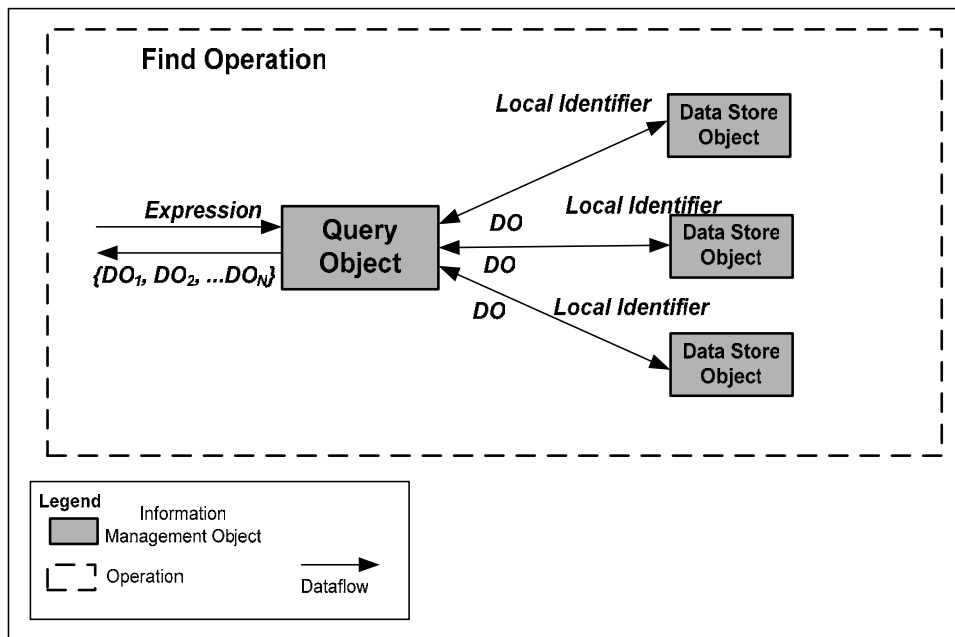 Find Operation
Local Identifier
Data Store
Object
Expression
Query
Object
{DO1, DO2, ...DON}
DO
Local Identifier
Data Store
Object
DO
DO
Local Identifier
Data Store
Object
Legend
Information
Management Object
Operation
Dataflow